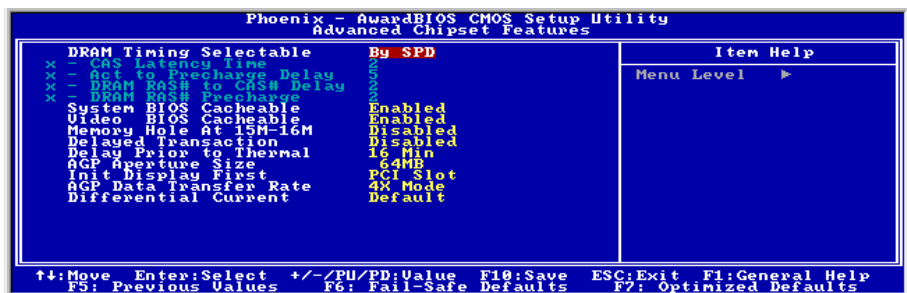 Phoenix - AwardBIOS CMOS Setup Utility
Advanced Chipset Features
DRAM Timing Selectable By SPD
x - CAS Latency Time 2
x - Act to Precharge Delay 5
x - DRAM RAS# to CAS# Delay 2
x - DRAM RAS# Precharge 2
System BIOS Cacheable Enabled
Video BIOS Cacheable Enabled
Memory Hole At 15M-16M Disabled
Delayed Transaction Disabled
Delay Prior to Thermal 16 Min
AGP Aperture Size 64MB
Init Display First PCI Slot
AGP Data Transfer Rate 4X Mode
Differential Current Default
Item Help
Menu Level ►
↑↓:Move Enter:Select +/-/PU/PD:Value F10:Save ESC:Exit F1:General Help
F5: Previous Values F6: Fail-Safe Defaults F7: Optimized Defaults